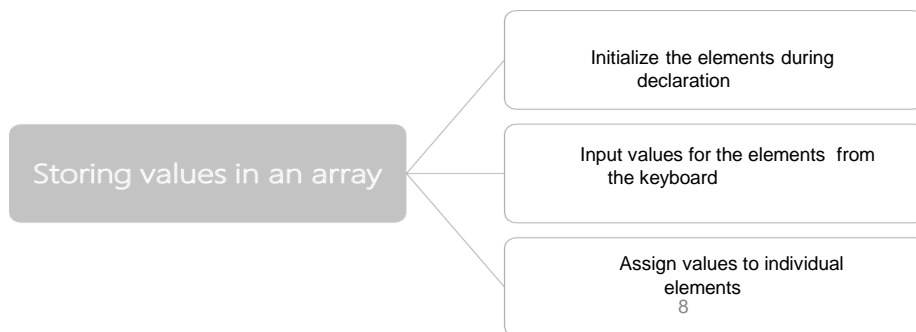 Storing values in an array
Initialize the elements during
declaration
Input values for the elements from
the keyboard
Assign values to individual
elements
8